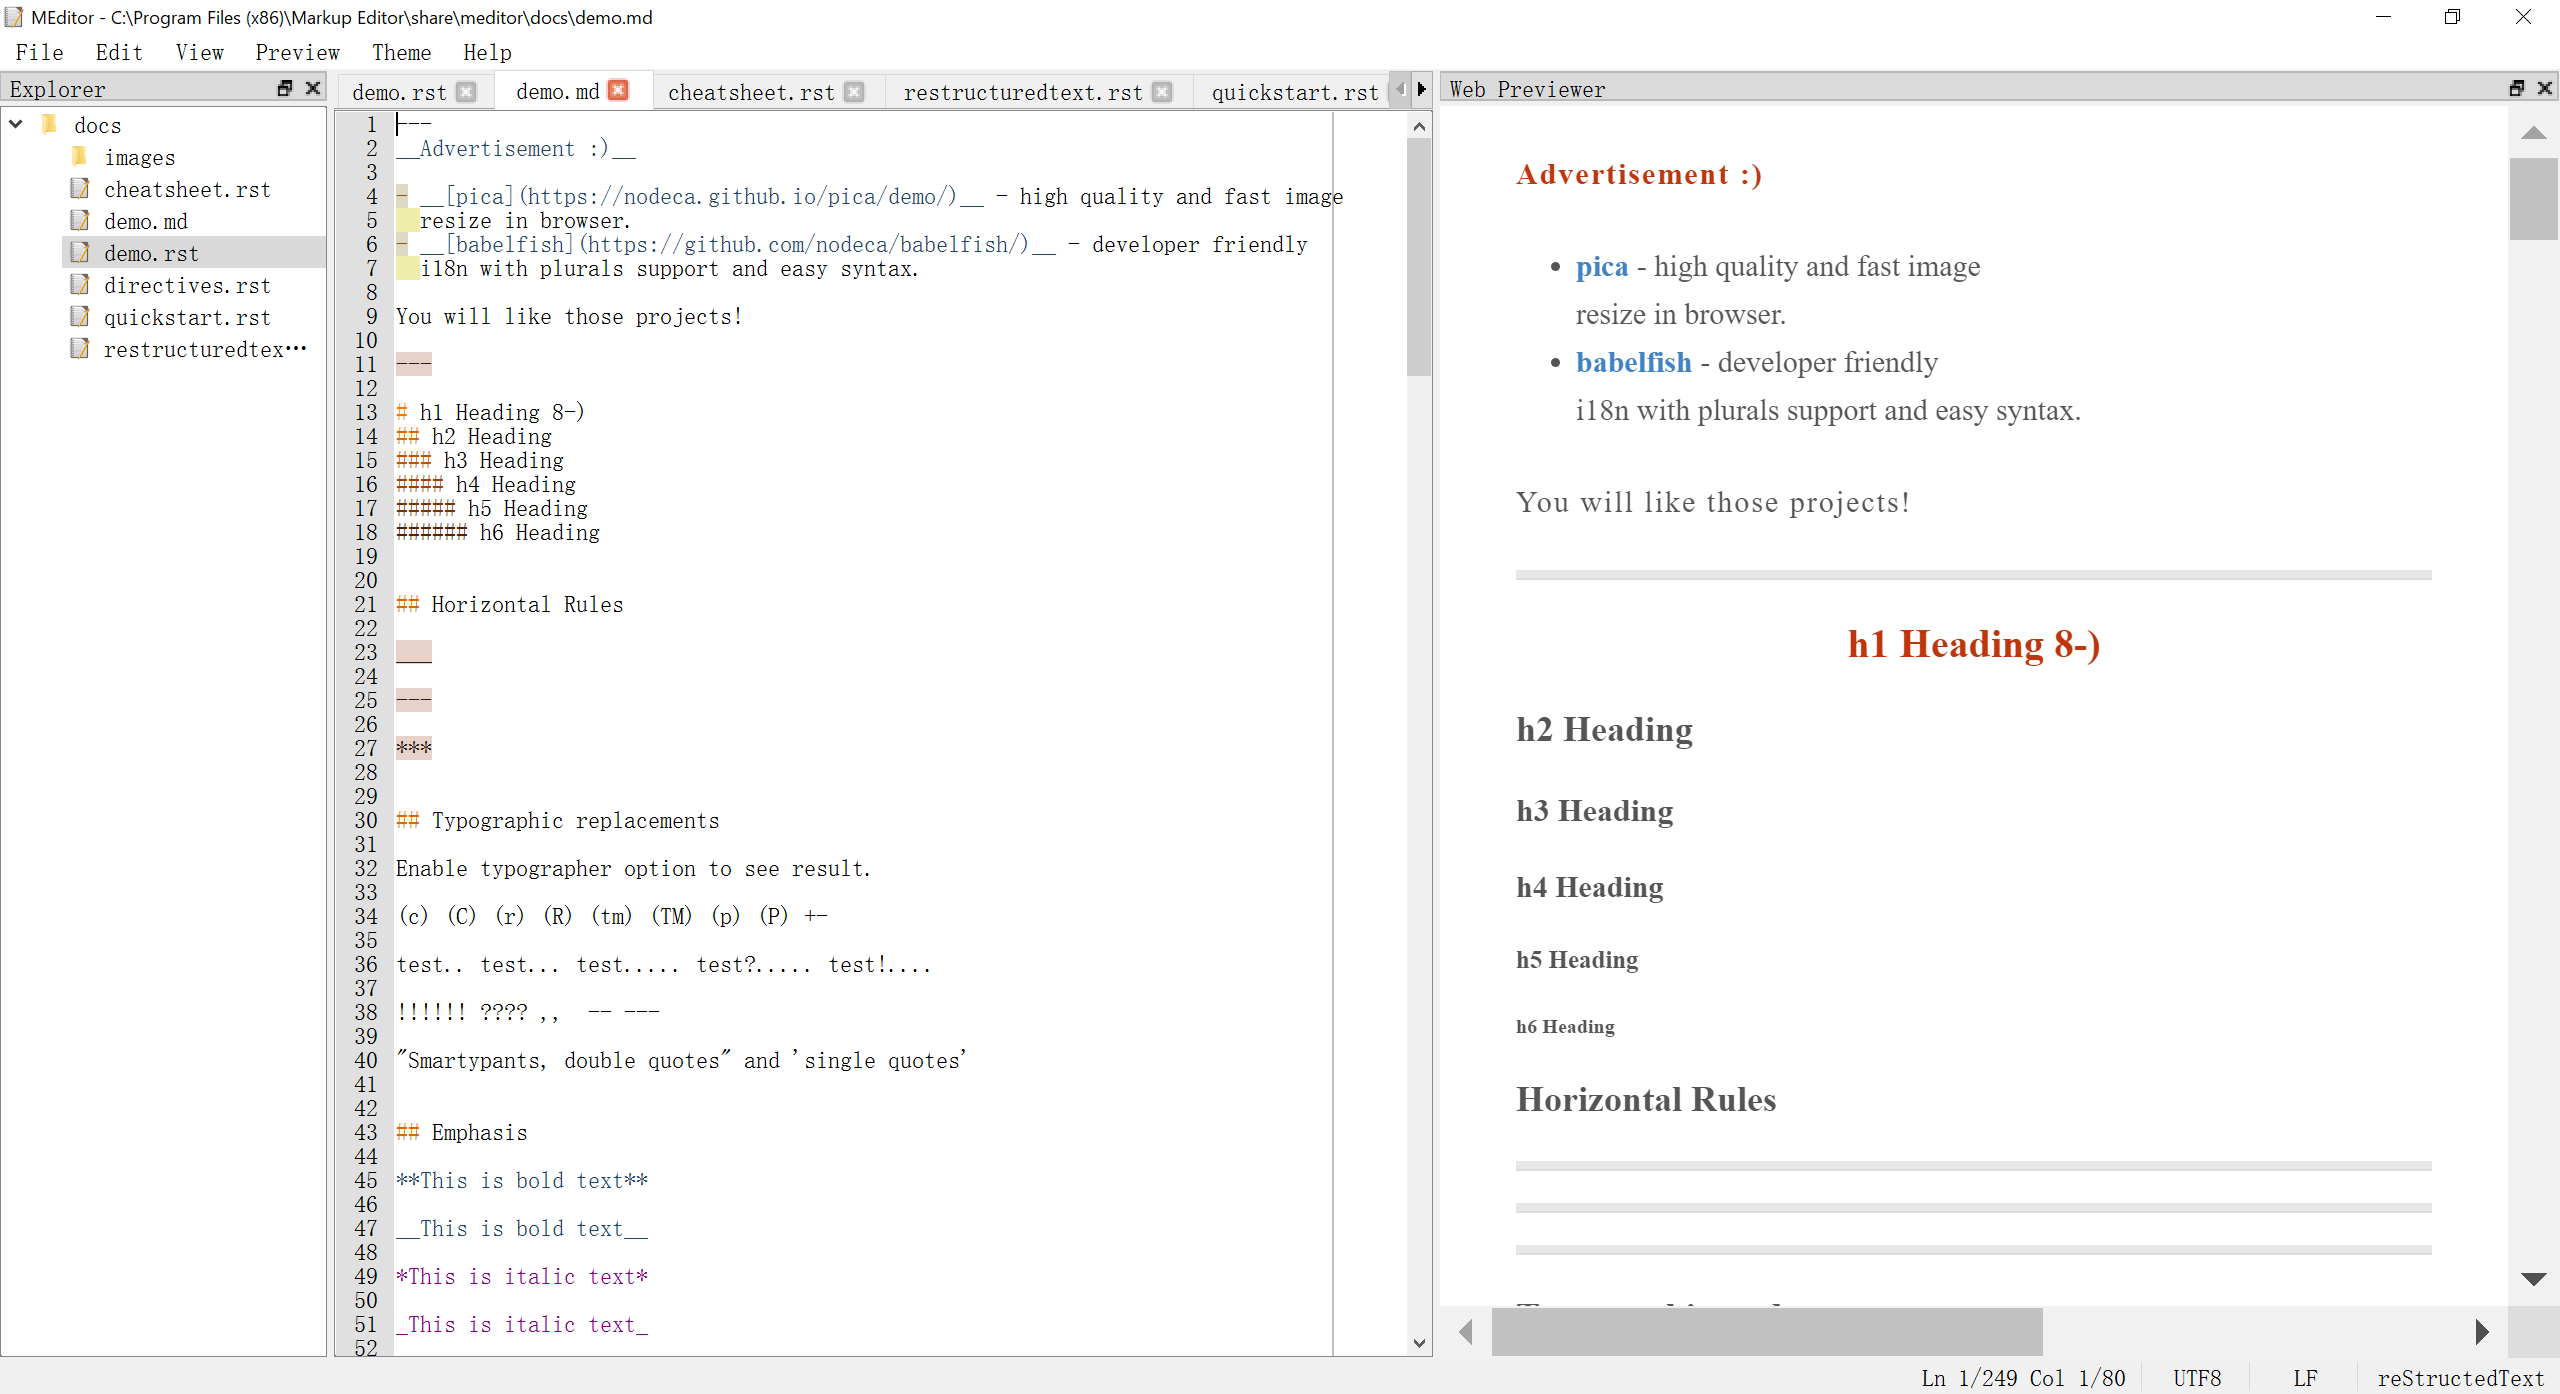 MEditor - C:\Program Files (x86)\Markup Editor\share\meditor\docs\demo.md
File Edit View Preview Theme Help
Explorer
docs
images
cheatsheet.rst
demo.md
demo.rst
directives.rst
quickstart.rst
restructuredtex…
demo.rst demo.md cheatsheet.rst restructuredtext.rst quickstart.rst
1 ---
2 __Advertisement :)__
3
4 - __[pica](https://nodeca.github.io/pica/demo/)__ - high quality and fast image
5   resize in browser.
6 - __[babelfish](https://github.com/nodeca/babelfish/)__ - developer friendly
7   i18n with plurals support and easy syntax.
8
9 You will like those projects!
10
11 ---
12
13 # h1 Heading 8-)
14 ## h2 Heading
15 ### h3 Heading
16 #### h4 Heading
17 ##### h5 Heading
18 ###### h6 Heading
19
20
21 ## Horizontal Rules
22
23 ___
24
25 ---
26
27 ***
28
29
30 ## Typographic replacements
31
32 Enable typographer option to see result.
33
34 (c) (C) (r) (R) (tm) (TM) (p) (P) +-
35
36 test.. test... test..... test?..... test!....
37
38 !!!!!! ???? ,,  -- ---
39
40 "Smartypants, double quotes" and 'single quotes'
41
42
43 ## Emphasis
44
45 **This is bold text**
46
47 __This is bold text__
48
49 *This is italic text*
50
51 _This is italic text_
52
Web Previewer
Advertisement :)
• pica - high quality and fast image
resize in browser.
• babelfish - developer friendly
i18n with plurals support and easy syntax.
You will like those projects!
h1 Heading 8-)
h2 Heading
h3 Heading
h4 Heading
h5 Heading
h6 Heading
Horizontal Rules
Ln 1/249 Col 1/80 UTF8 LF reStructedText